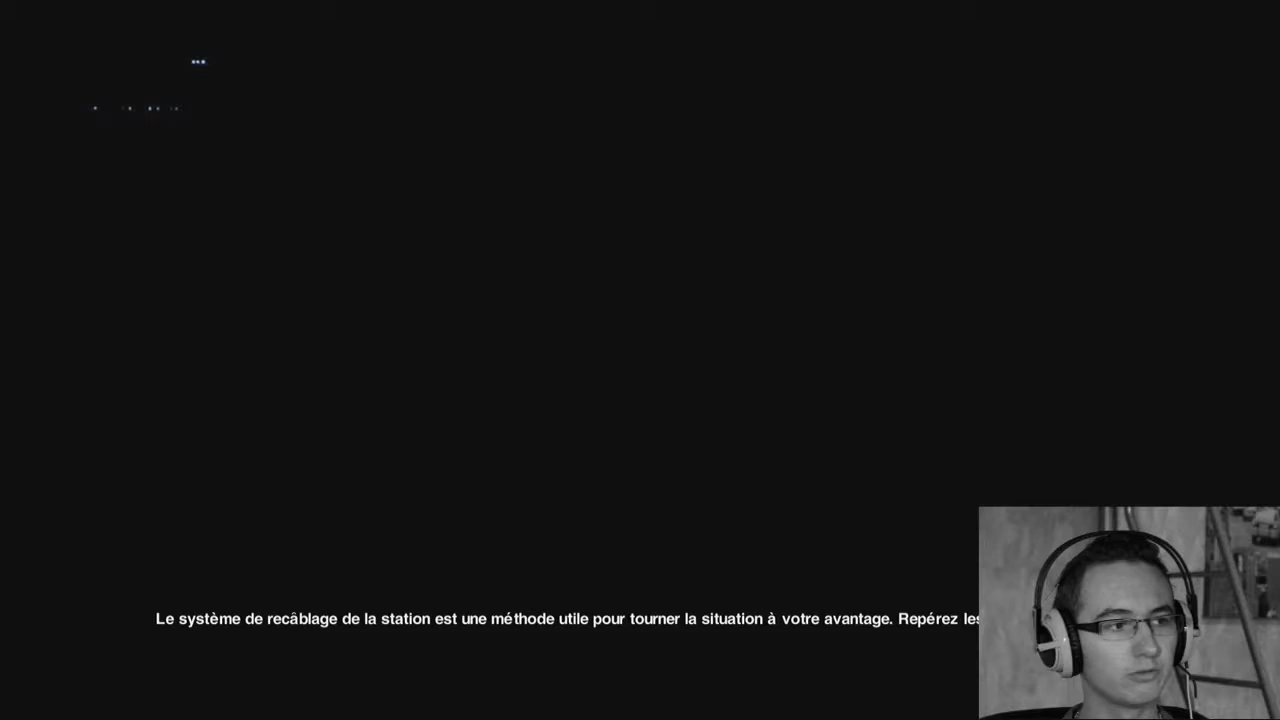 Le système de recâblage de la station est une méthode utile pour tourner la situation à votre avantage. Repérez les